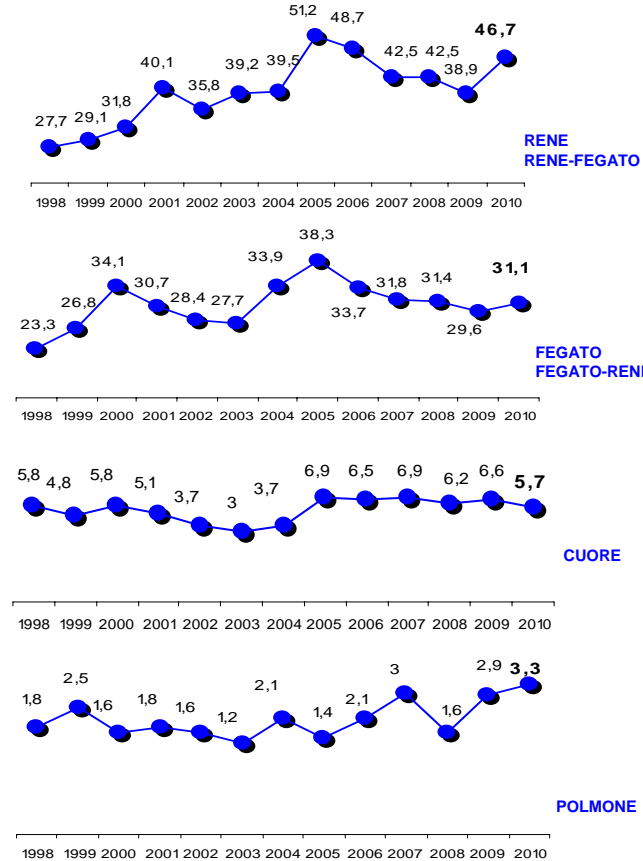 27,7 29,1 31,8 40,1 35,8 39,2 39,5 51,2 48,7 42,5 42,5 38,9 46,7
RENE
RENE-FEGATO
1998 1999 2000 2001 2002 2003 2004 2005 2006 2007 2008 2009 2010
23,3 26,8 34,1 30,7 28,4 27,7 33,9 38,3 33,7 31,8 31,4 29,6 31,1
FEGATO
FEGATO-RENE
1998 1999 2000 2001 2002 2003 2004 2005 2006 2007 2008 2009 2010
5,8 4,8 5,8 5,1 3,7 3 3,7 6,9 6,5 6,9 6,2 6,6 5,7
CUORE
1998 1999 2000 2001 2002 2003 2004 2005 2006 2007 2008 2009 2010
1,8 2,5 1,6 1,8 1,6 1,2 2,1 1,4 2,1 3 1,6 2,9 3,3
POLMONE
1998 1999 2000 2001 2002 2003 2004 2005 2006 2007 2008 2009 2010